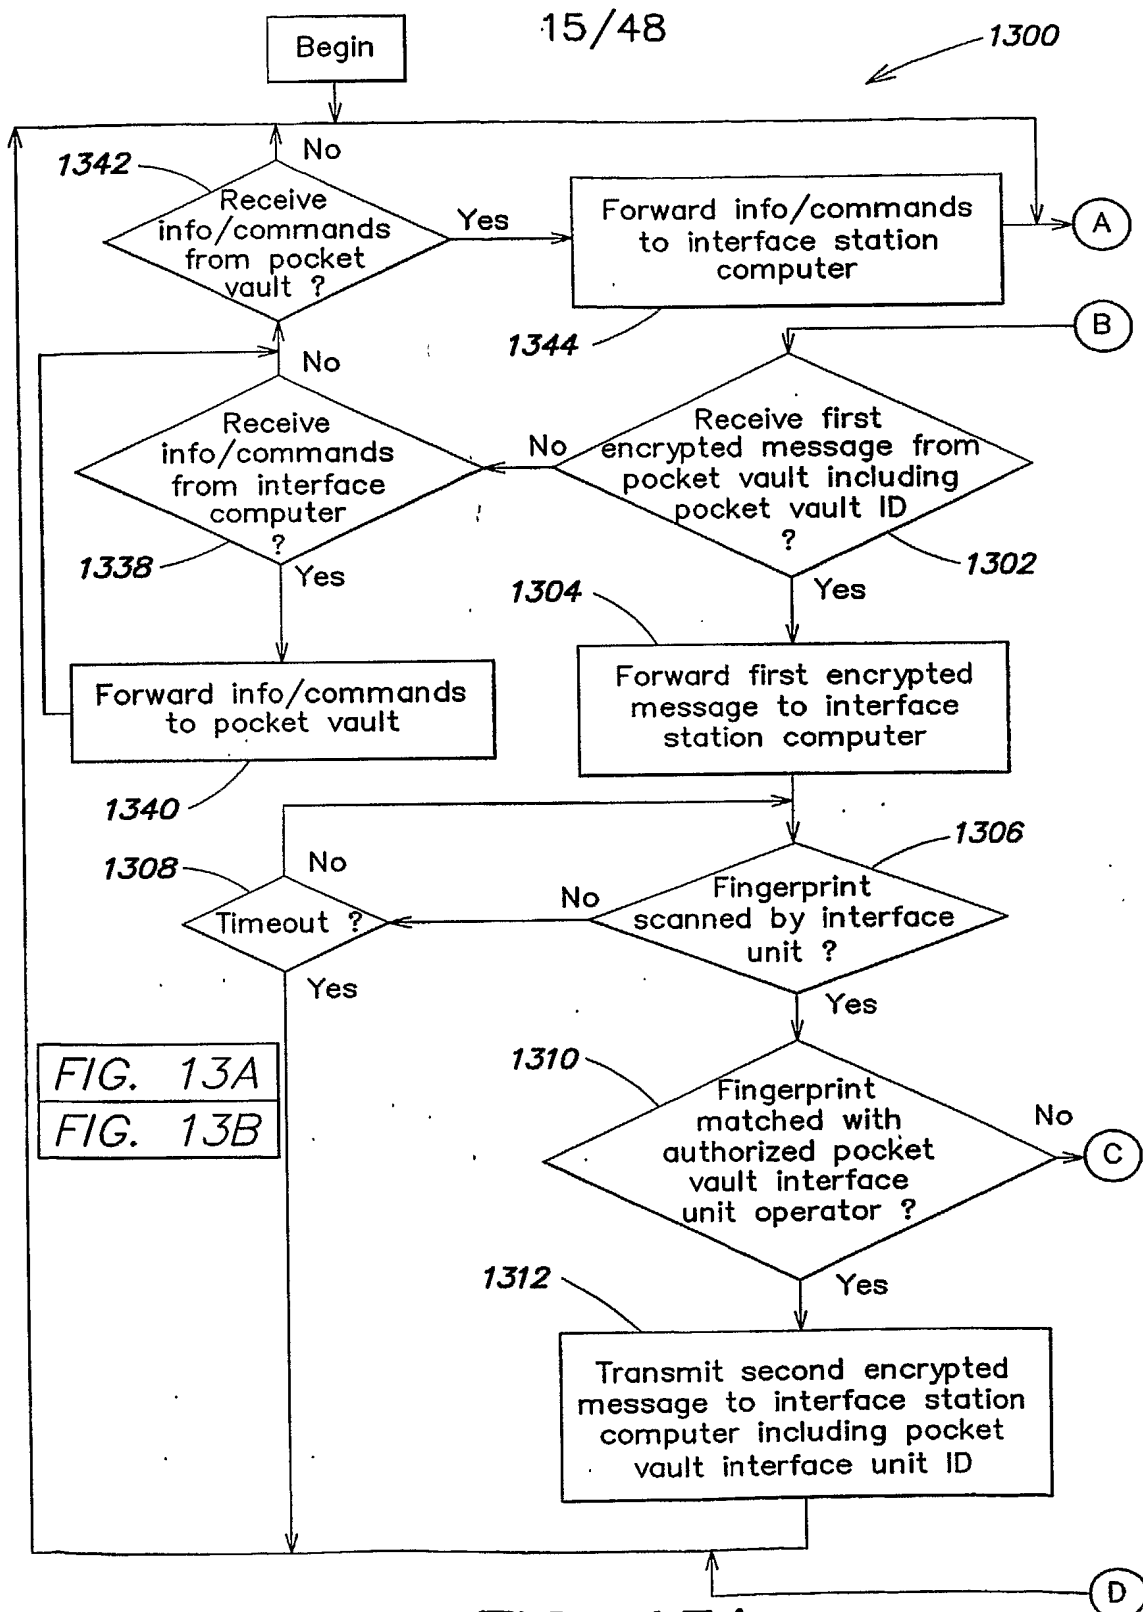 15/48
1300
Begin
No
1342
Receive
info/commands
from pocket
vault ?
Yes
Forward info/commands
to interface station
computer
1344
A
B
No
Receive
info/commands
from interface
computer
?
1338
Yes
No
Receive first
encrypted message from
pocket vault including
pocket vault ID
?
1302
Yes
1304
Forward info/commands
to pocket vault
1340
Forward first encrypted
message to interface
station computer
1306
1308
No
Timeout ?
Yes
No
Fingerprint
scanned by interface
unit ?
Yes
FIG. 13A
FIG. 13B
1310
Fingerprint
matched with
authorized pocket
vault interface
unit operator ?
No
C
Yes
1312
Transmit second encrypted
message to interface station
computer including pocket
vault interface unit ID
D